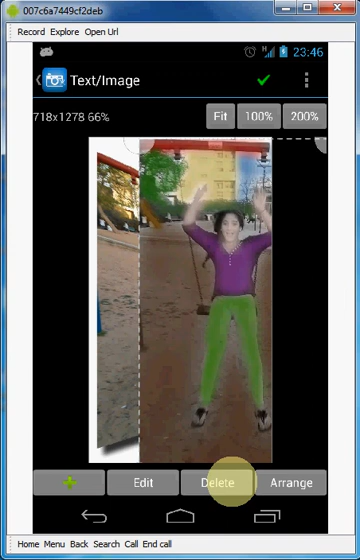 007c6a7449cf2deb
Record Explore Open Url
H 23:46
Text/Image
718x1278 66% Fit 100% 200%
Edit Delete Arrange
Home Menu Back Search Call End call